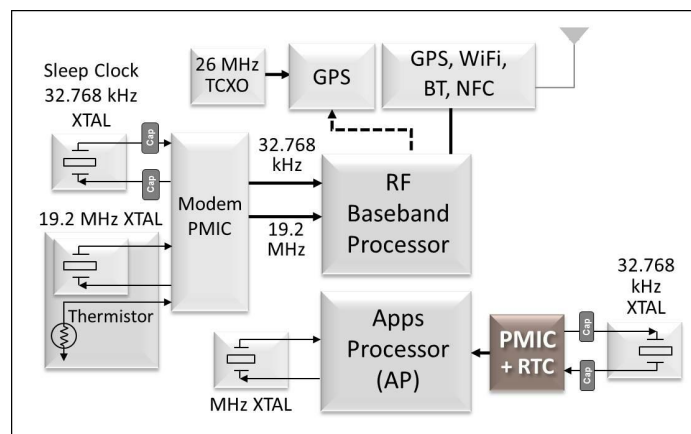 Sleep Clock
32.768 kHz
XTAL
Cap
Cap
19.2 MHz XTAL
Thermistor
Modem
PMIC
26 MHz
TCXO
GPS
GPS, WiFi,
BT, NFC
32.768
kHz
19.2
MHz
RF
Baseband
Processor
MHz XTAL
Apps
Processor
(AP)
PMIC
+ RTC
Cap
Cap
32.768
kHz
XTAL